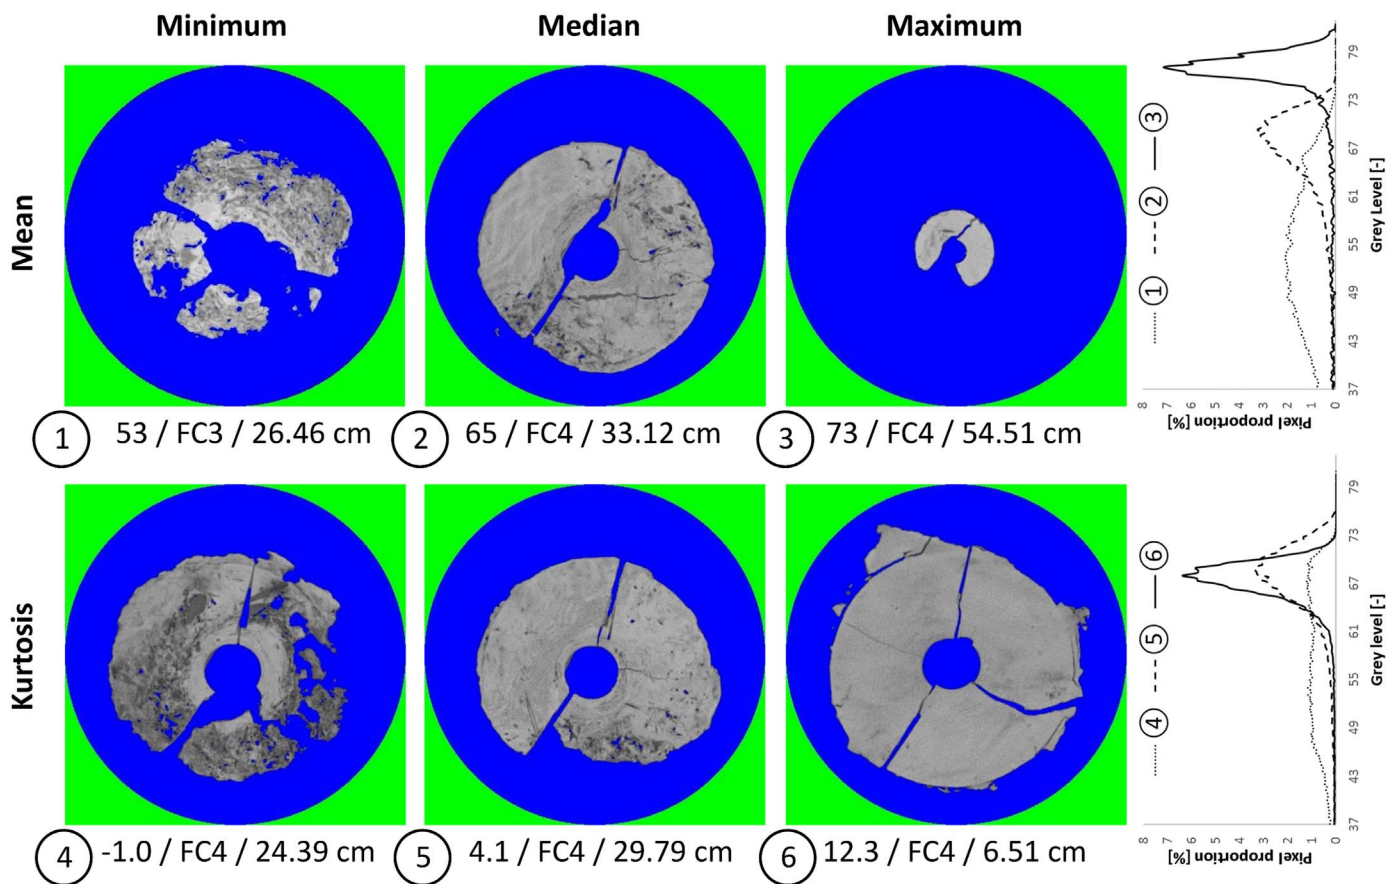 Minimum
Median
Maximum
Mean
1
53 / FC3 / 26.46 cm
2
65 / FC4 / 33.12 cm
3
73 / FC4 / 54.51 cm
1 2 3
Pixel proportion [%]
0 1 2 3 4 5 6 7 8
37 43 49 55 61 67 73 79
Grey Level [-]
Kurtosis
4
-1.0 / FC4 / 24.39 cm
5
4.1 / FC4 / 29.79 cm
6
12.3 / FC4 / 6.51 cm
4 5 6
Pixel proportion [%]
0 1 2 3 4 5 6 7 8
37 43 49 55 61 67 73 79
Grey level [-]